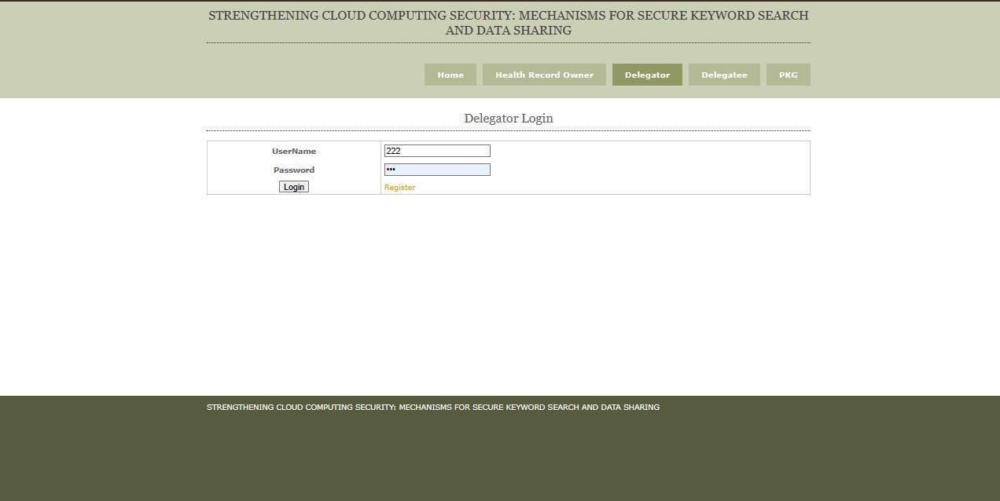 STRENGTHENING CLOUD COMPUTING SECURITY: MECHANISMS FOR SECURE KEYWORD SEARCH
AND DATA SHARING
Home Health Record Owner Delegator Delegatee PKG
Delegator Login
UserName 222
Password •••
Login Register
STRENGTHENING CLOUD COMPUTING SECURITY: MECHANISMS FOR SECURE KEYWORD SEARCH AND DATA SHARING